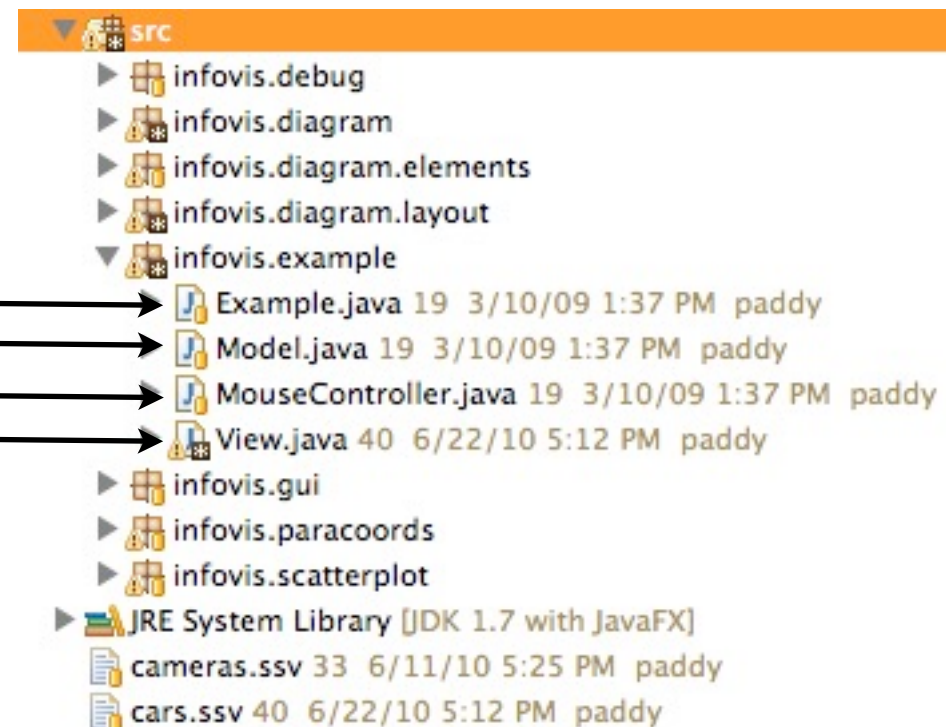 src
infovis.debug
infovis.diagram
infovis.diagram.elements
infovis.diagram.layout
infovis.example
Example.java 19 3/10/09 1:37 PM paddy
Model.java 19 3/10/09 1:37 PM paddy
MouseController.java 19 3/10/09 1:37 PM paddy
View.java 40 6/22/10 5:12 PM paddy
infovis.gui
infovis.paracoords
infovis.scatterplot
JRE System Library [JDK 1.7 with JavaFX]
cameras.ssv 33 6/11/10 5:25 PM paddy
cars.ssv 40 6/22/10 5:12 PM paddy